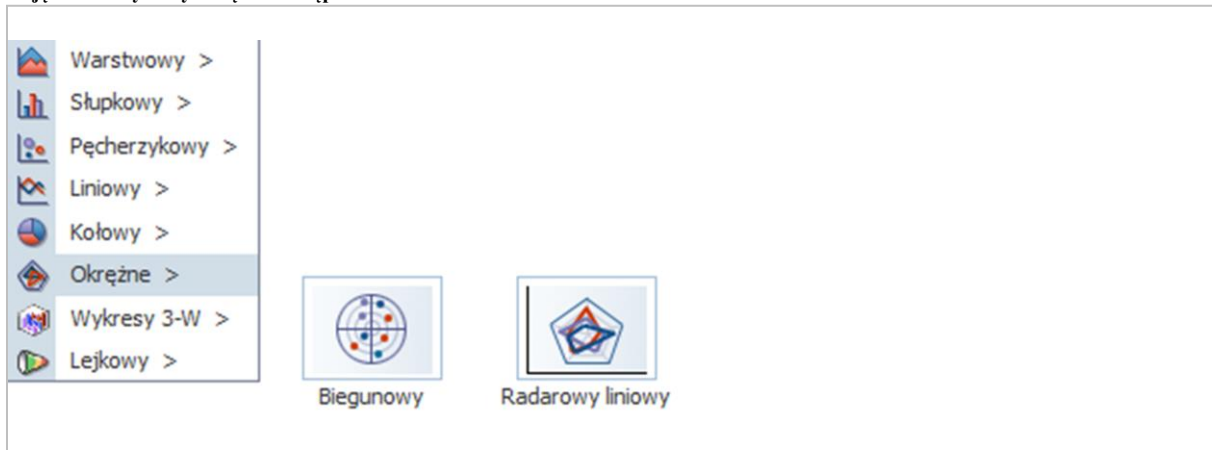 Warstwowy >
Słupkowy >
Pęcherzykowy >
Liniowy >
Kołowy >
Okrężne >
Wykresy 3-W >
Lejkowy >
Biegunowy
Radarowy liniowy